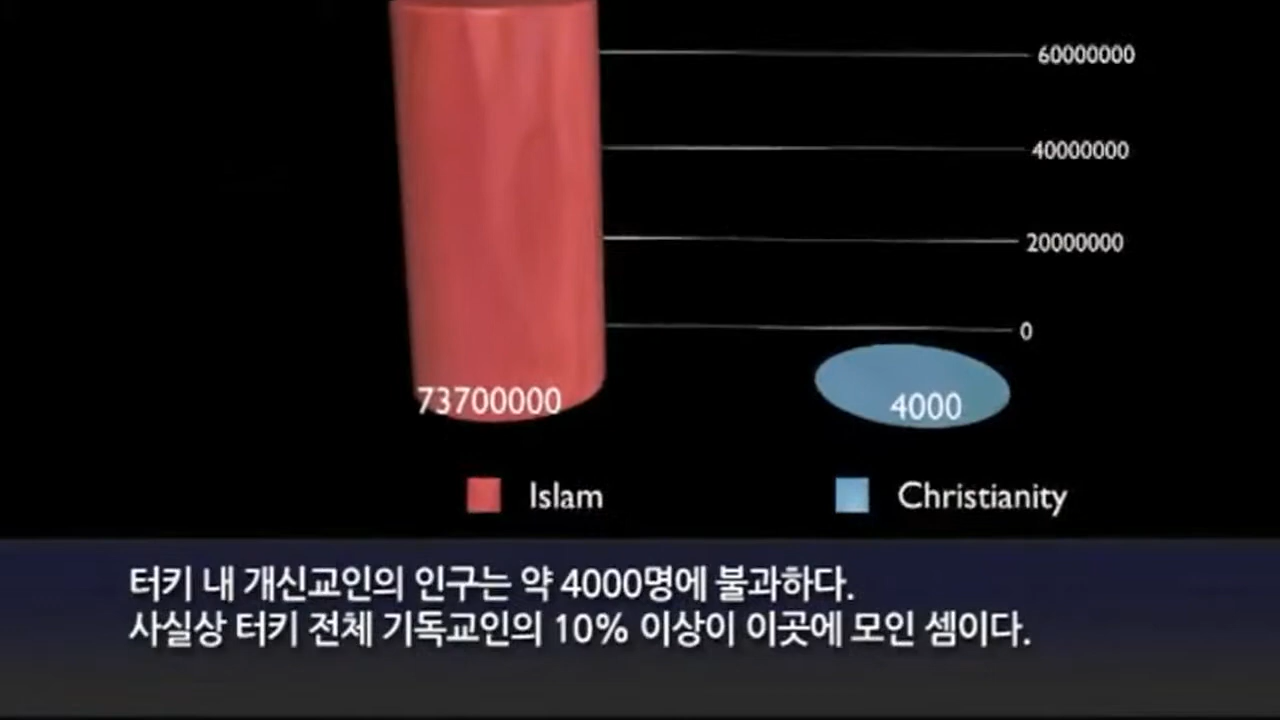 60000000
40000000
20000000
0
73700000
4000
Islam
Christianity
터키 내 개신교인의 인구는 약 4000명에 불과하다.
사실상 터키 전체 기독교인의 10% 이상이 이곳에 모인 셈이다.